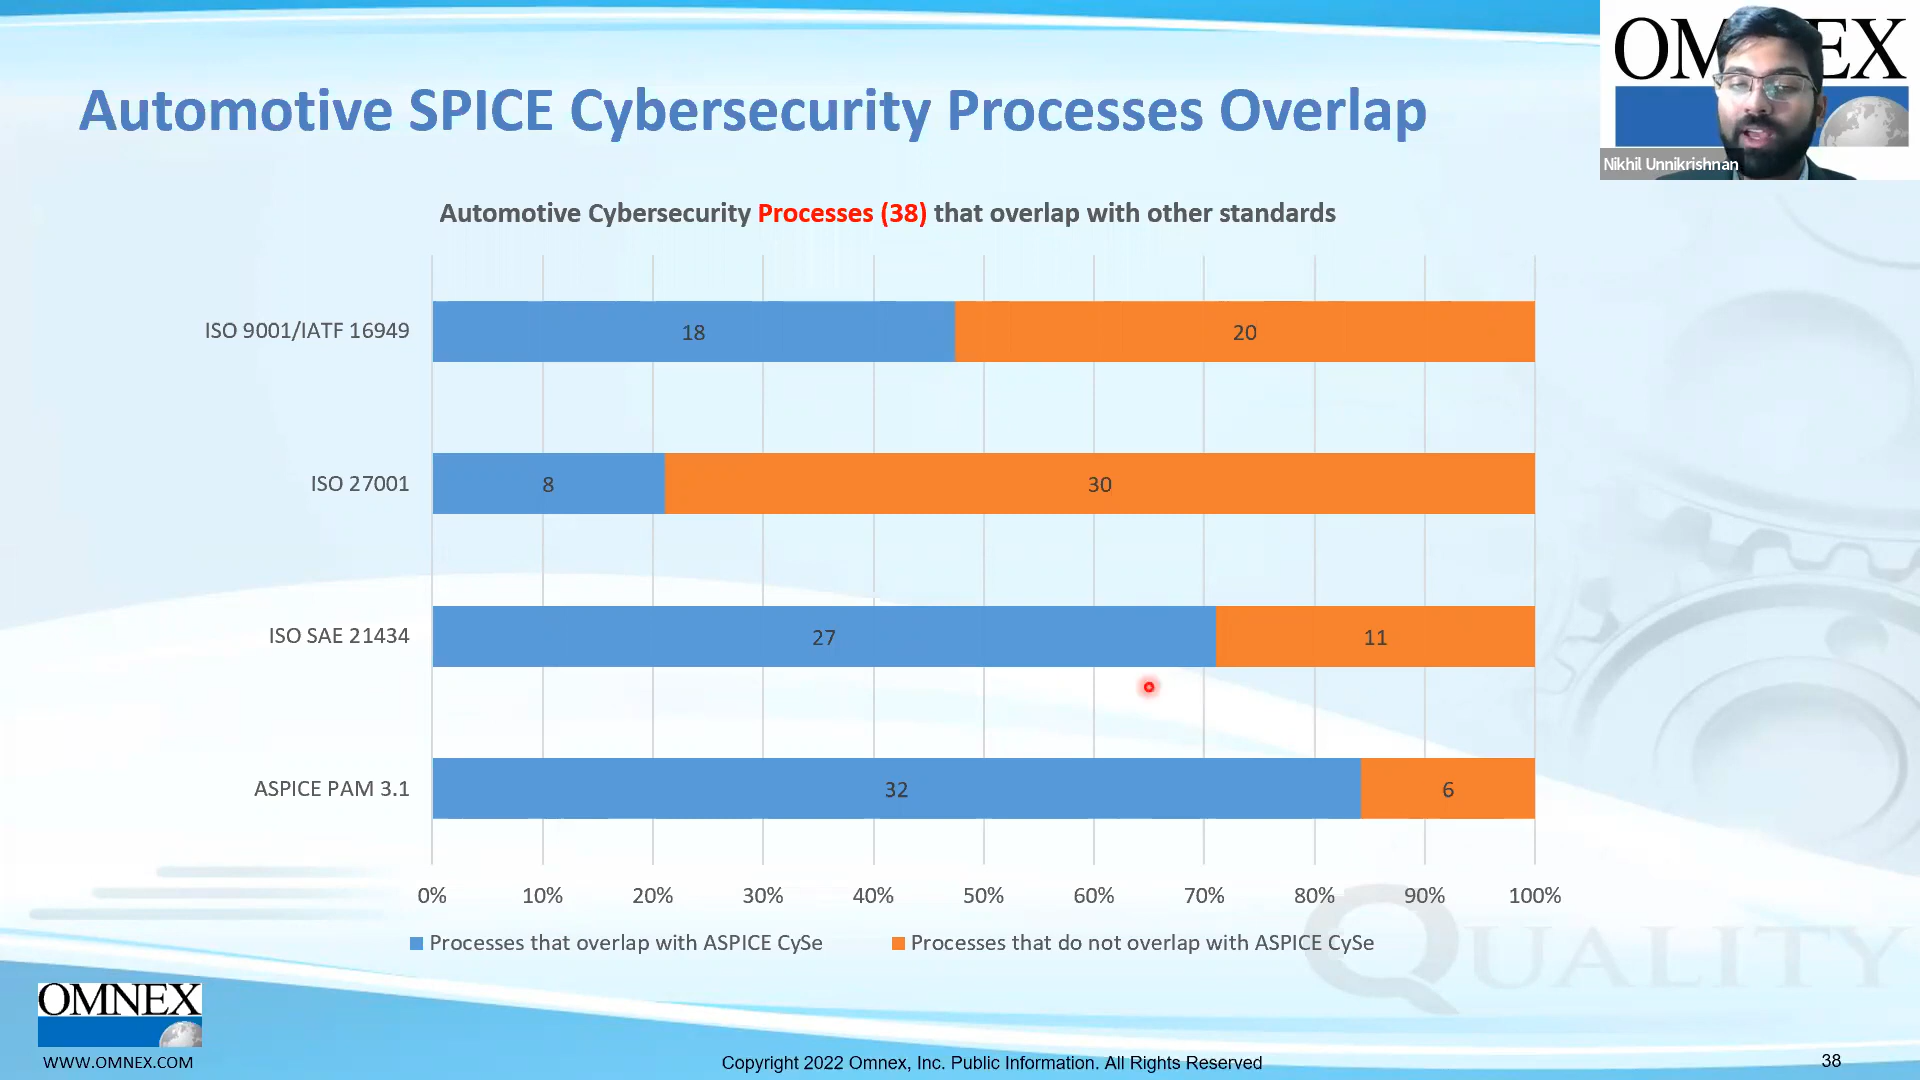 Automotive SPICE Cybersecurity Processes Overlap
OMNEX
Nikhil Unnikrishnan
Automotive Cybersecurity Processes (38) that overlap with other standards
ISO 9001/IATF 16949
18
20
ISO 27001
8
30
ISO SAE 21434
27
11
ASPICE PAM 3.1
32
6
0% 10% 20% 30% 40% 50% 60% 70% 80% 90% 100%
Processes that overlap with ASPICE CySe
Processes that do not overlap with ASPICE CySe
QUALITY
OMNEX
WWW.OMNEX.COM
Copyright 2022 Omnex, Inc. Public Information. All Rights Reserved
38